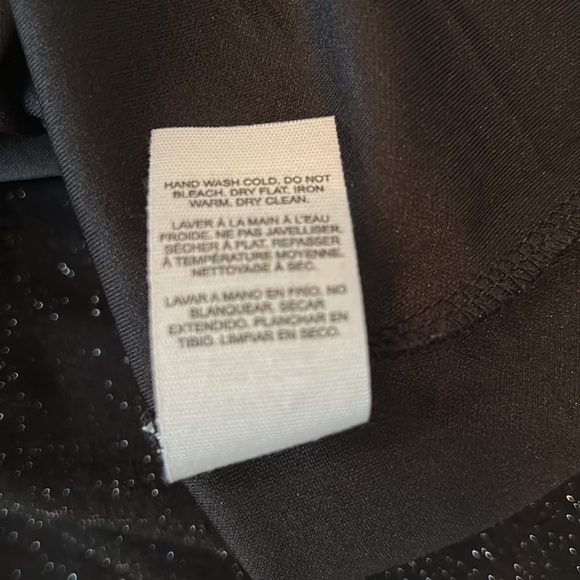 HAND WASH COLD. DO NOT
BLEACH. DRY FLAT. IRON
WARM. DRY CLEAN.
LAVER À LA MAIN À L'EAU
FROIDE. NE PAS JAVELLISER.
SÉCHER À PLAT. REPASSER
À TEMPÉRATURE MOYENNE.
NETTOYAGE À SEC.
LAVAR A MANO EN FRÍO. NO
BLANQUEAR. SECAR
EXTENDIDO. PLANCHAR EN
TIBIO. LIMPIAR EN SECO.